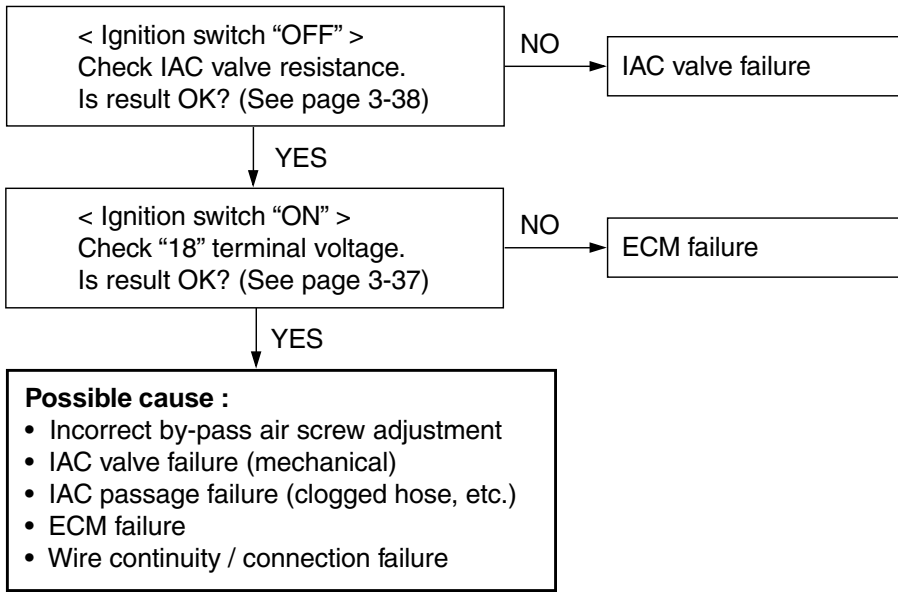 < Ignition switch “OFF” >
Check IAC valve resistance.
Is result OK? (See page 3-38)
NO
IAC valve failure
YES
< Ignition switch “ON” >
Check “18” terminal voltage.
Is result OK? (See page 3-37)
NO
ECM failure
YES
Possible cause :
• Incorrect by-pass air screw adjustment
• IAC valve failure (mechanical)
• IAC passage failure (clogged hose, etc.)
• ECM failure
• Wire continuity / connection failure